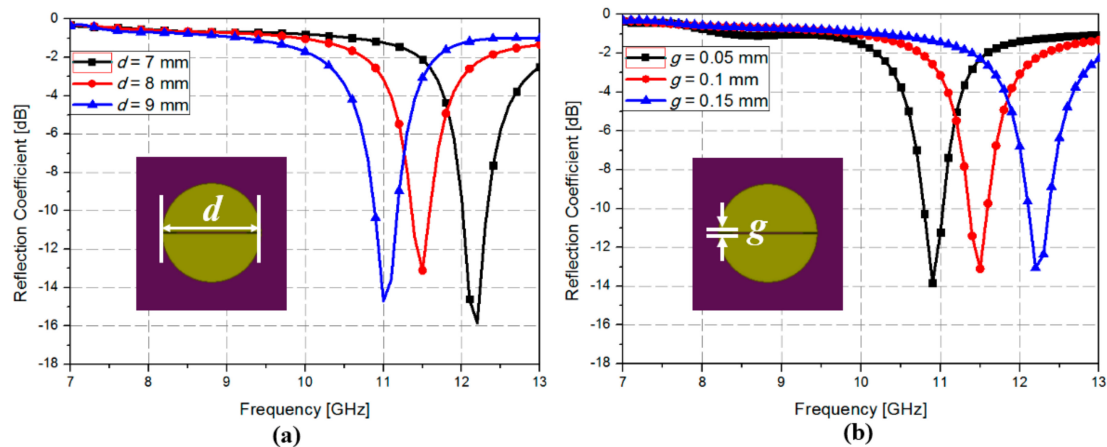 Reflection Coefficient [dB]
0
-2
-4
-6
-8
-10
-12
-14
-16
-18
d = 7 mm
d = 8 mm
d = 9 mm
d
7
8
9
10
11
12
13
Frequency [GHz]
(a)
Reflection Coefficient [dB]
0
-2
-4
-6
-8
-10
-12
-14
-16
-18
g = 0.05 mm
g = 0.1 mm
g = 0.15 mm
g
7
8
9
10
11
12
13
Frequency [GHz]
(b)